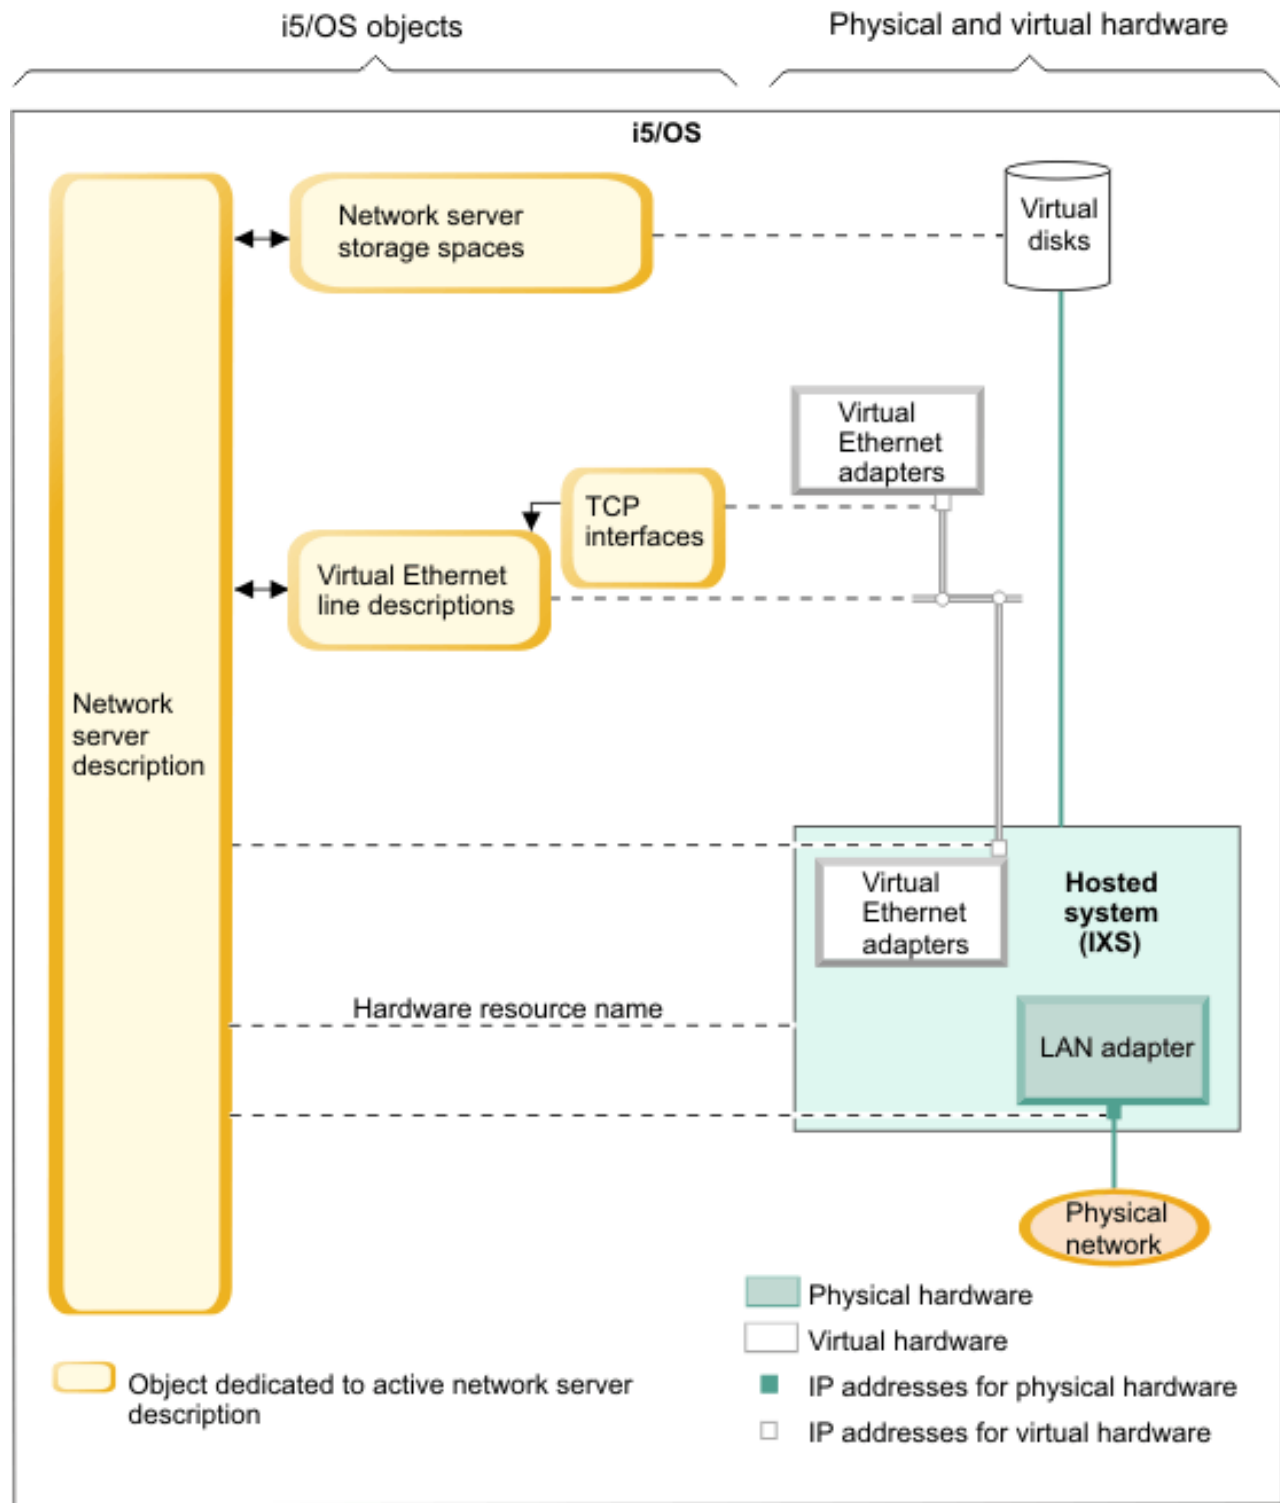 i5/OS objects
Physical and virtual hardware
i5/OS
Network server
storage spaces
Virtual
disks
Virtual
Ethernet
adapters
TCP
interfaces
Virtual Ethernet
line descriptions
Network
server
description
Virtual
Ethernet
adapters
Hosted
system
(IXS)
Hardware resource name
LAN adapter
Physical
network
Physical hardware
Virtual hardware
IP addresses for physical hardware
IP addresses for virtual hardware
Object dedicated to active network server
description